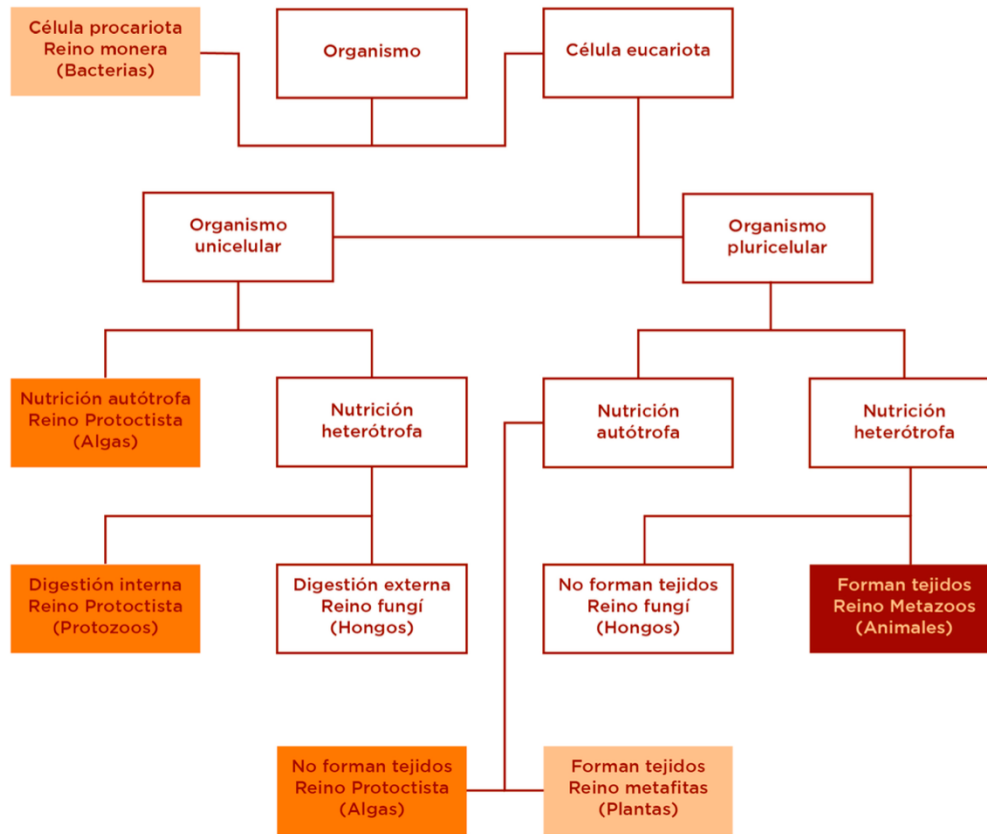 Célula procariota
Reino monera
(Bacterias)
Organismo
Célula eucariota
Organismo
unicelular
Organismo
pluricelular
Nutrición autótrofa
Reino Protoctista
(Algas)
Nutrición
heterótrofa
Nutrición
autótrofa
Nutrición
heterótrofa
Digestión interna
Reino Protoctista
(Protozoos)
Digestión externa
Reino fungí
(Hongos)
No forman tejidos
Reino fungí
(Hongos)
Forman tejidos
Reino Metazoos
(Animales)
No forman tejidos
Reino Protoctista
(Algas)
Forman tejidos
Reino metafitas
(Plantas)